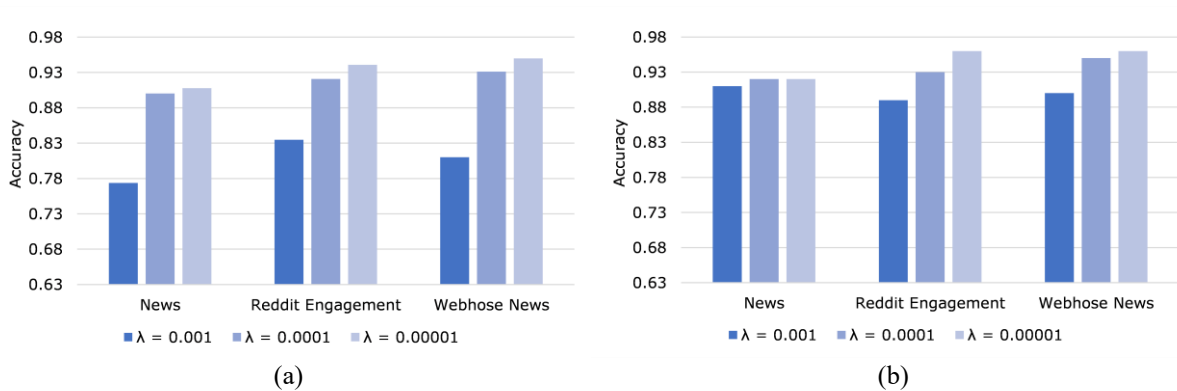 0.98
0.93
0.88
0.83
0.78
0.73
0.68
0.63
Accuracy
News Reddit Engagement Webhose News
λ = 0.001 λ = 0.0001 λ = 0.00001
(a)
0.98
0.93
0.88
0.83
0.78
0.73
0.68
0.63
Accuracy
News Reddit Engagement Webhose News
λ = 0.001 λ = 0.0001 λ = 0.00001
(b)